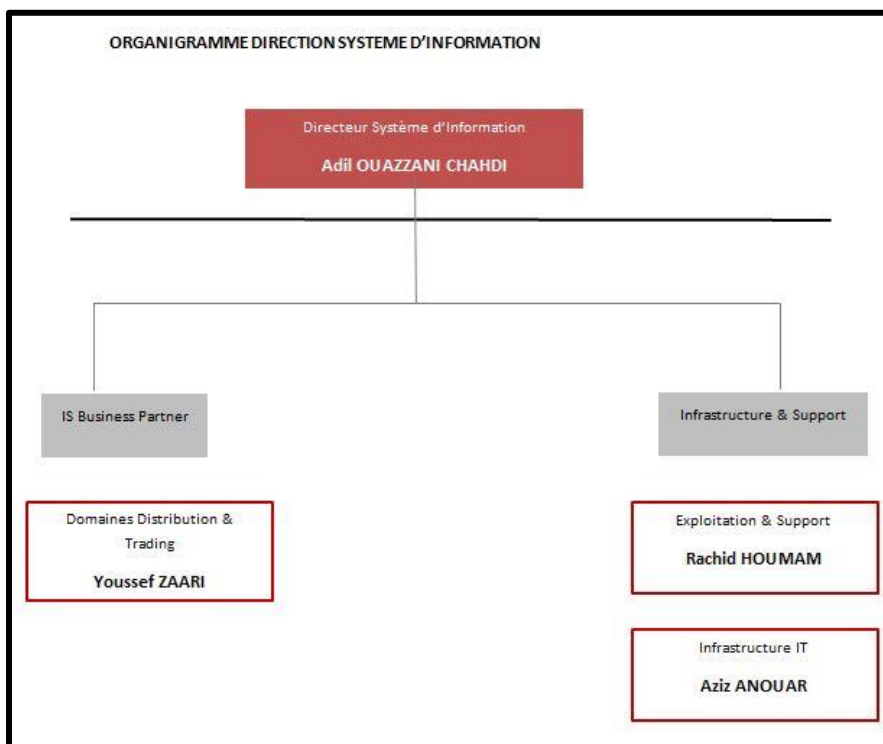 ORGANIGRAMME DIRECTION SYSTEME D'INFORMATION
Directeur Système d'Information
Adil OUAZZANI CHAHDI
IS Business Partner
Infrastructure & Support
Domaines Distribution &
Trading
Youssef ZAARI
Exploitation & Support
Rachid HOUMAM
Infrastructure IT
Aziz ANOUAR